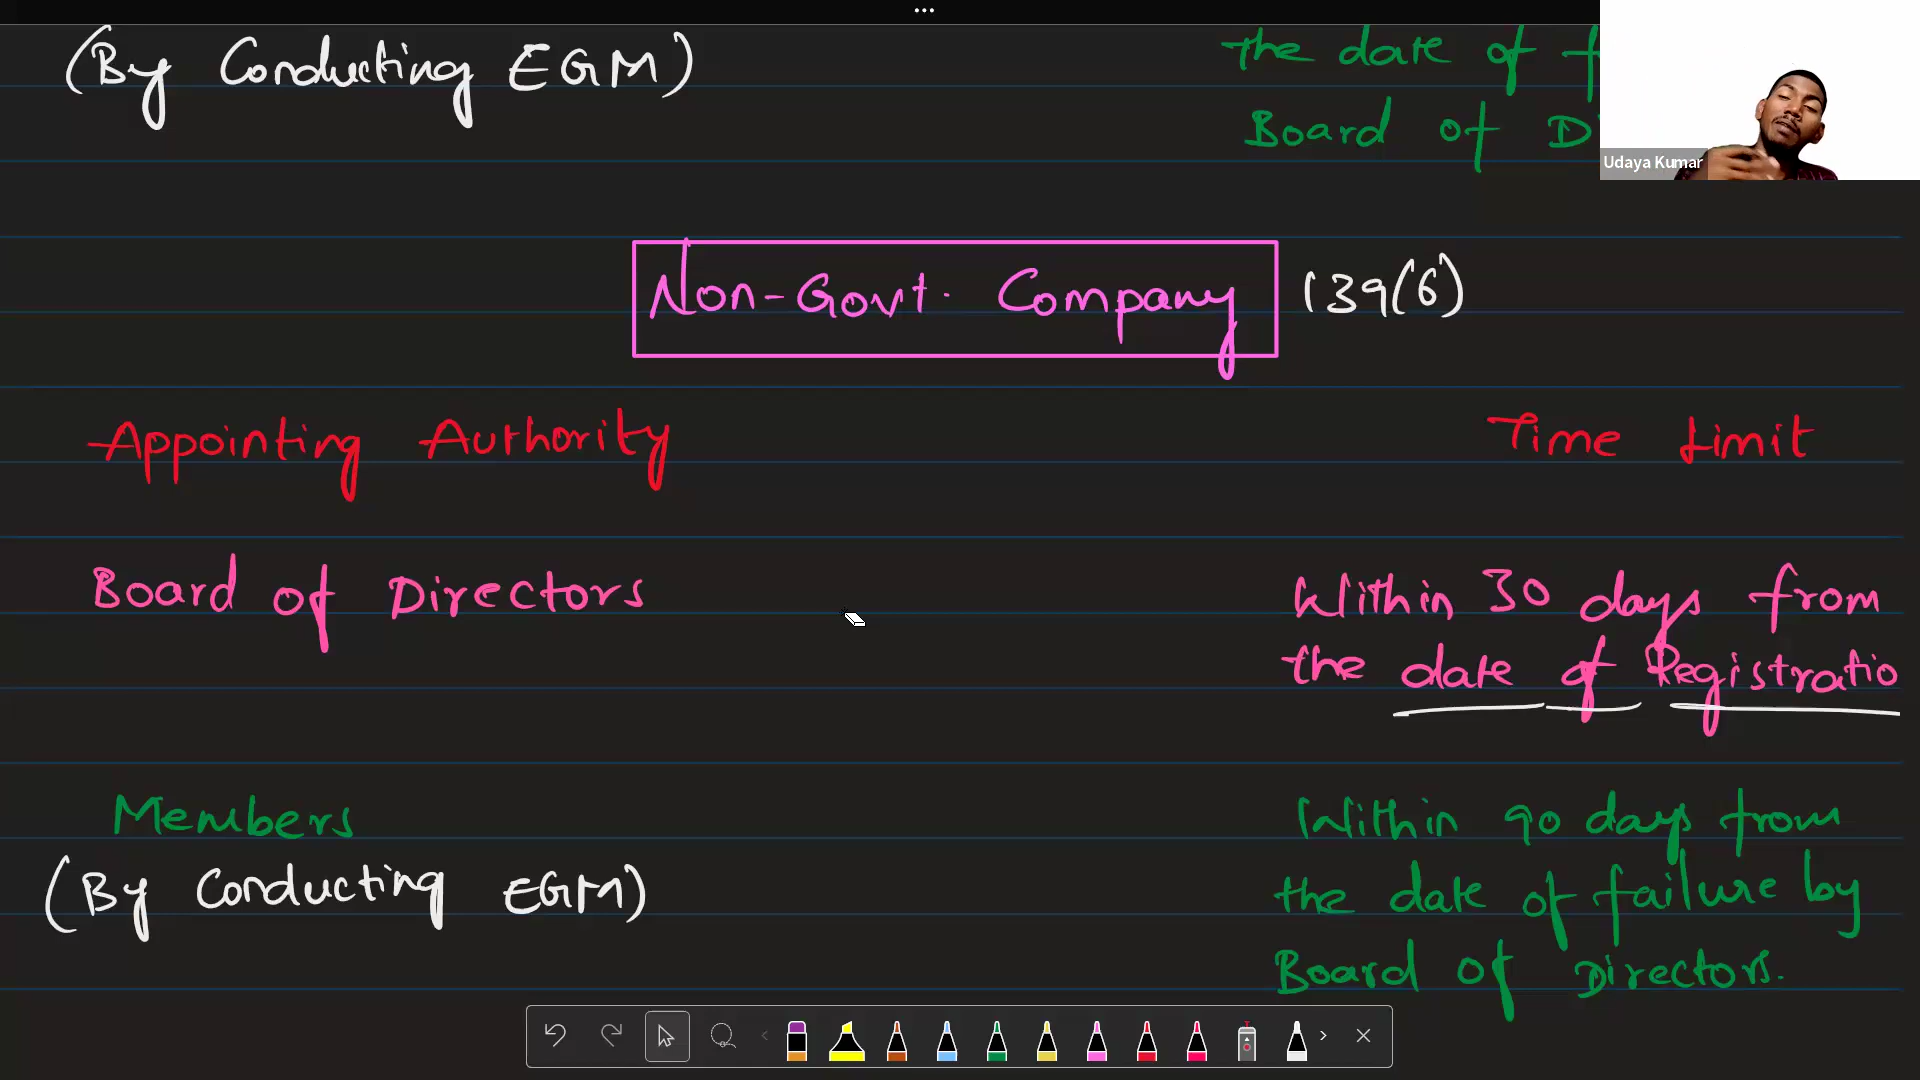 (By Conducting EGM)
the date of f
Board of D
Udaya Kumar
Non-Govt. Company 139(6)
Appointing Authority
Time Limit
Board of Directors
Within 30 days from
the date of Registratio
Members
(By Conducting EGM)
Within 90 days from
the date of failure by
Board of Directors.